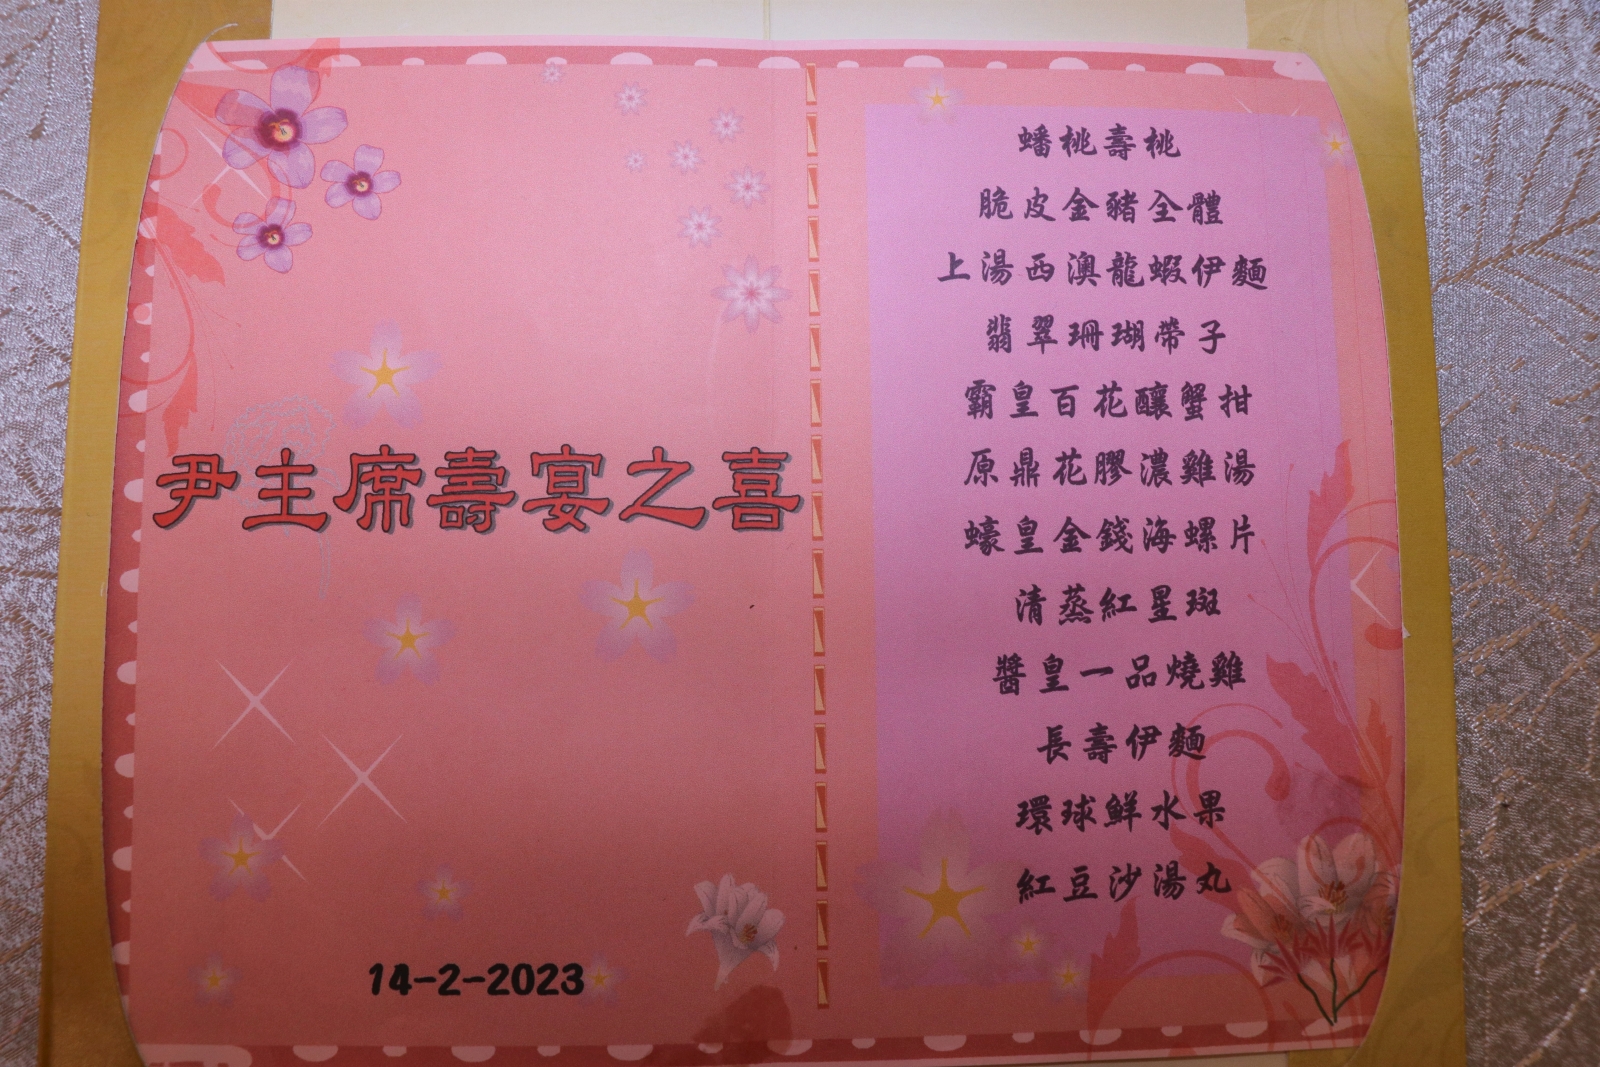 尹主席壽宴之喜
14-2-2023
蟠桃壽桃
脆皮金豬全體
上湯西澳龍蝦伊麵
翡翠珊瑚帶子
霸皇百花釀蟹拑
原鼎花膠濃雞湯
蠔皇金錢海螺片
清蒸紅星斑
醬皇一品燒雞
長壽伊麵
環球鮮水果
紅豆沙湯丸